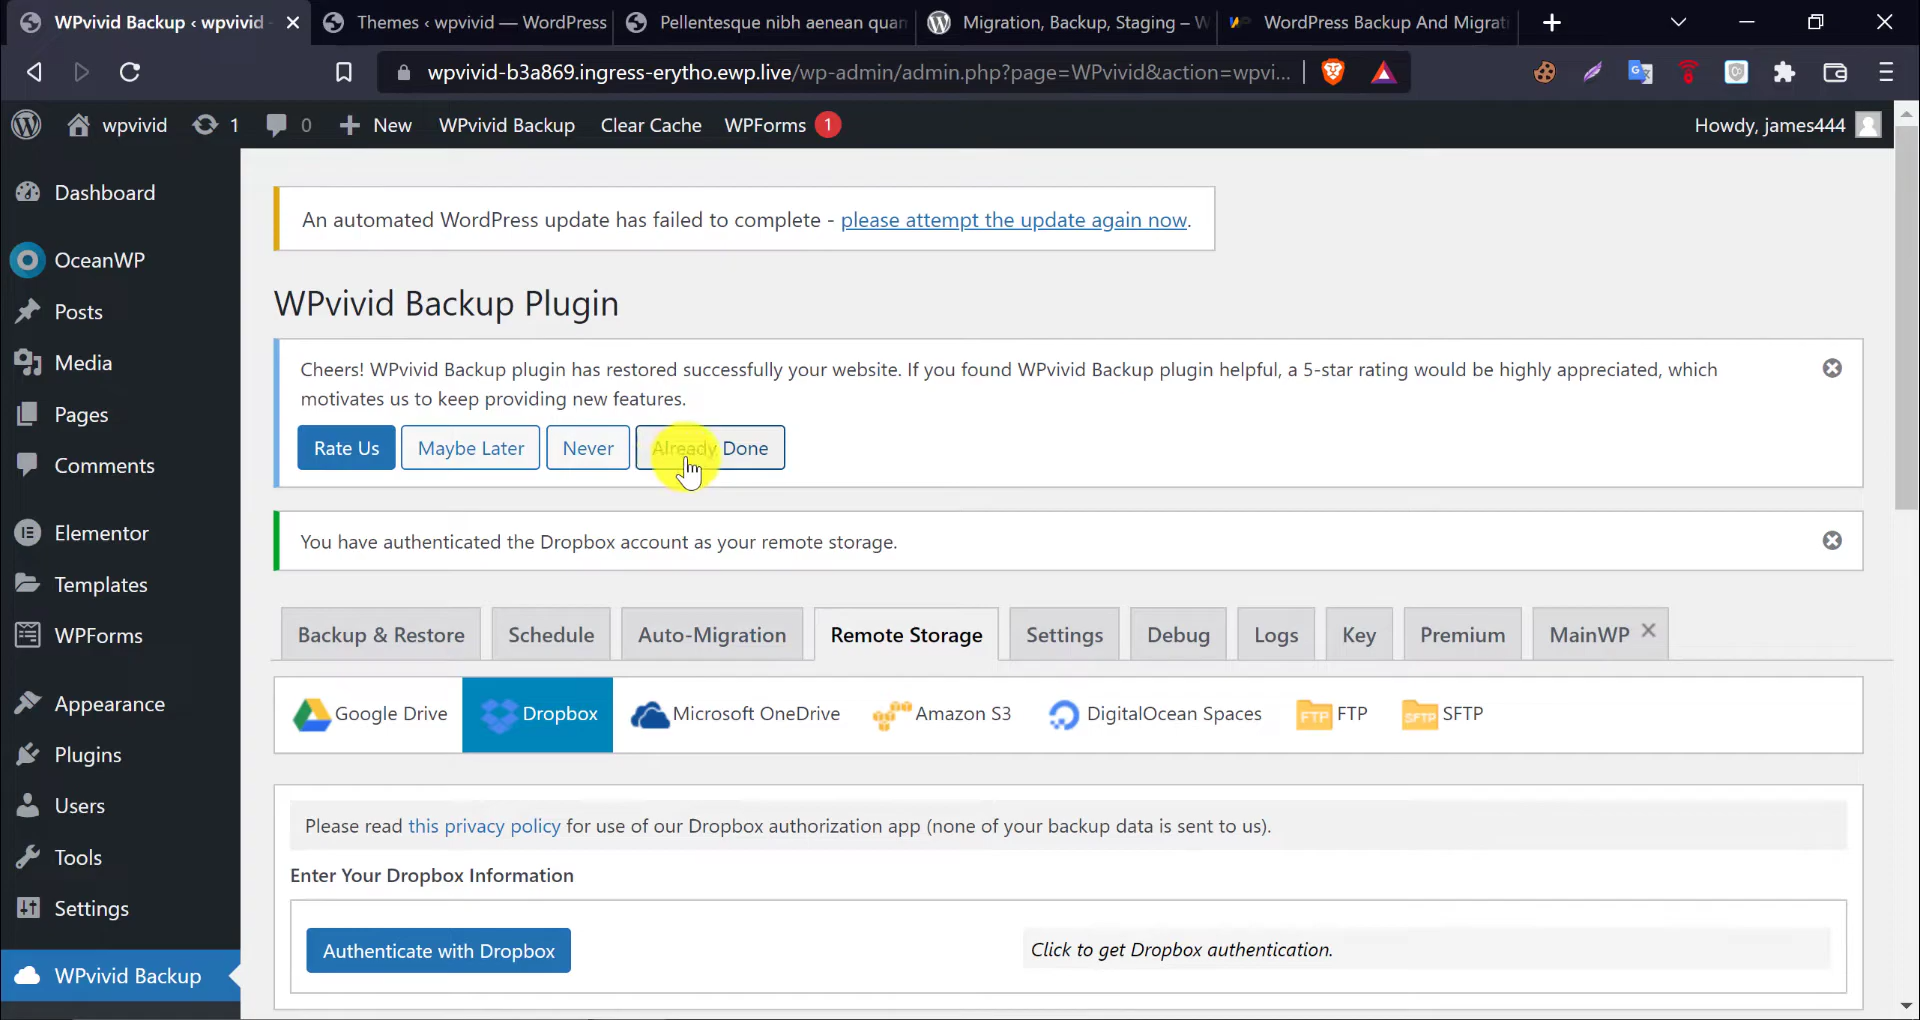 WPvivid Backup ‹ wpvivid
Themes ‹ wpvivid — WordPress
Pellentesque nibh aenean quam
Migration, Backup, Staging – W
WordPress Backup And Migrati
wpvivid-b3a869.ingress-erytho.ewp.live/wp-admin/admin.php?page=WPvivid&action=wpvi...
wpvivid
1
0
New
WPvivid Backup
Clear Cache
WPForms 1
Howdy, james444
Dashboard
OceanWP
Posts
Media
Pages
Comments
Elementor
Templates
WPForms
Appearance
Plugins
Users
Tools
Settings
WPvivid Backup
An automated WordPress update has failed to complete - please attempt the update again now.
WPvivid Backup Plugin
Cheers! WPvivid Backup plugin has restored successfully your website. If you found WPvivid Backup plugin helpful, a 5-star rating would be highly appreciated, which
motivates us to keep providing new features.
Rate Us
Maybe Later
Never
Already Done
You have authenticated the Dropbox account as your remote storage.
Backup & Restore
Schedule
Auto-Migration
Remote Storage
Settings
Debug
Logs
Key
Premium
MainWP
Google Drive
Dropbox
Microsoft OneDrive
Amazon S3
DigitalOcean Spaces
FTP FTP
SFTP SFTP
Please read this privacy policy for use of our Dropbox authorization app (none of your backup data is sent to us).
Enter Your Dropbox Information
Authenticate with Dropbox
Click to get Dropbox authentication.